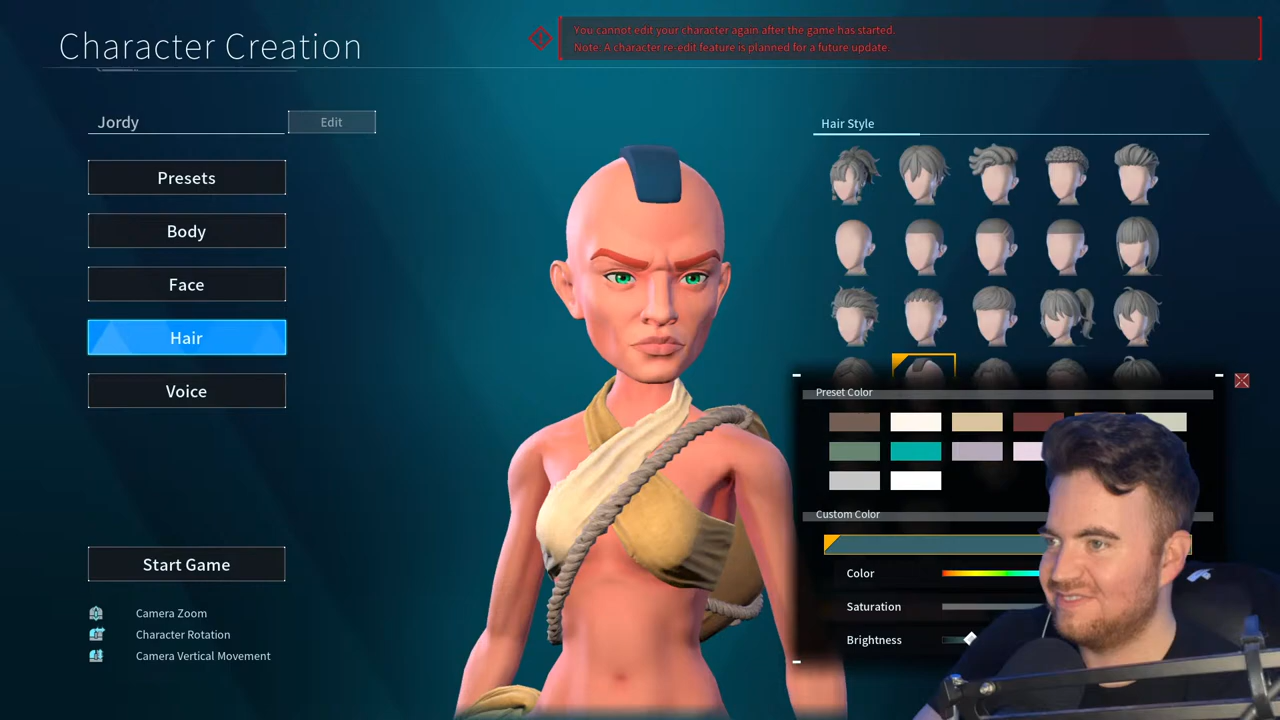 Character Creation
You cannot edit your character again after the game has started.
Note: A character re-edit feature is planned for a future update.
Jordy
Edit
Presets
Body
Face
Hair
Voice
Start Game
Camera Zoom
Character Rotation
Camera Vertical Movement
Hair Style
Preset Color
Custom Color
Color
Saturation
Brightness